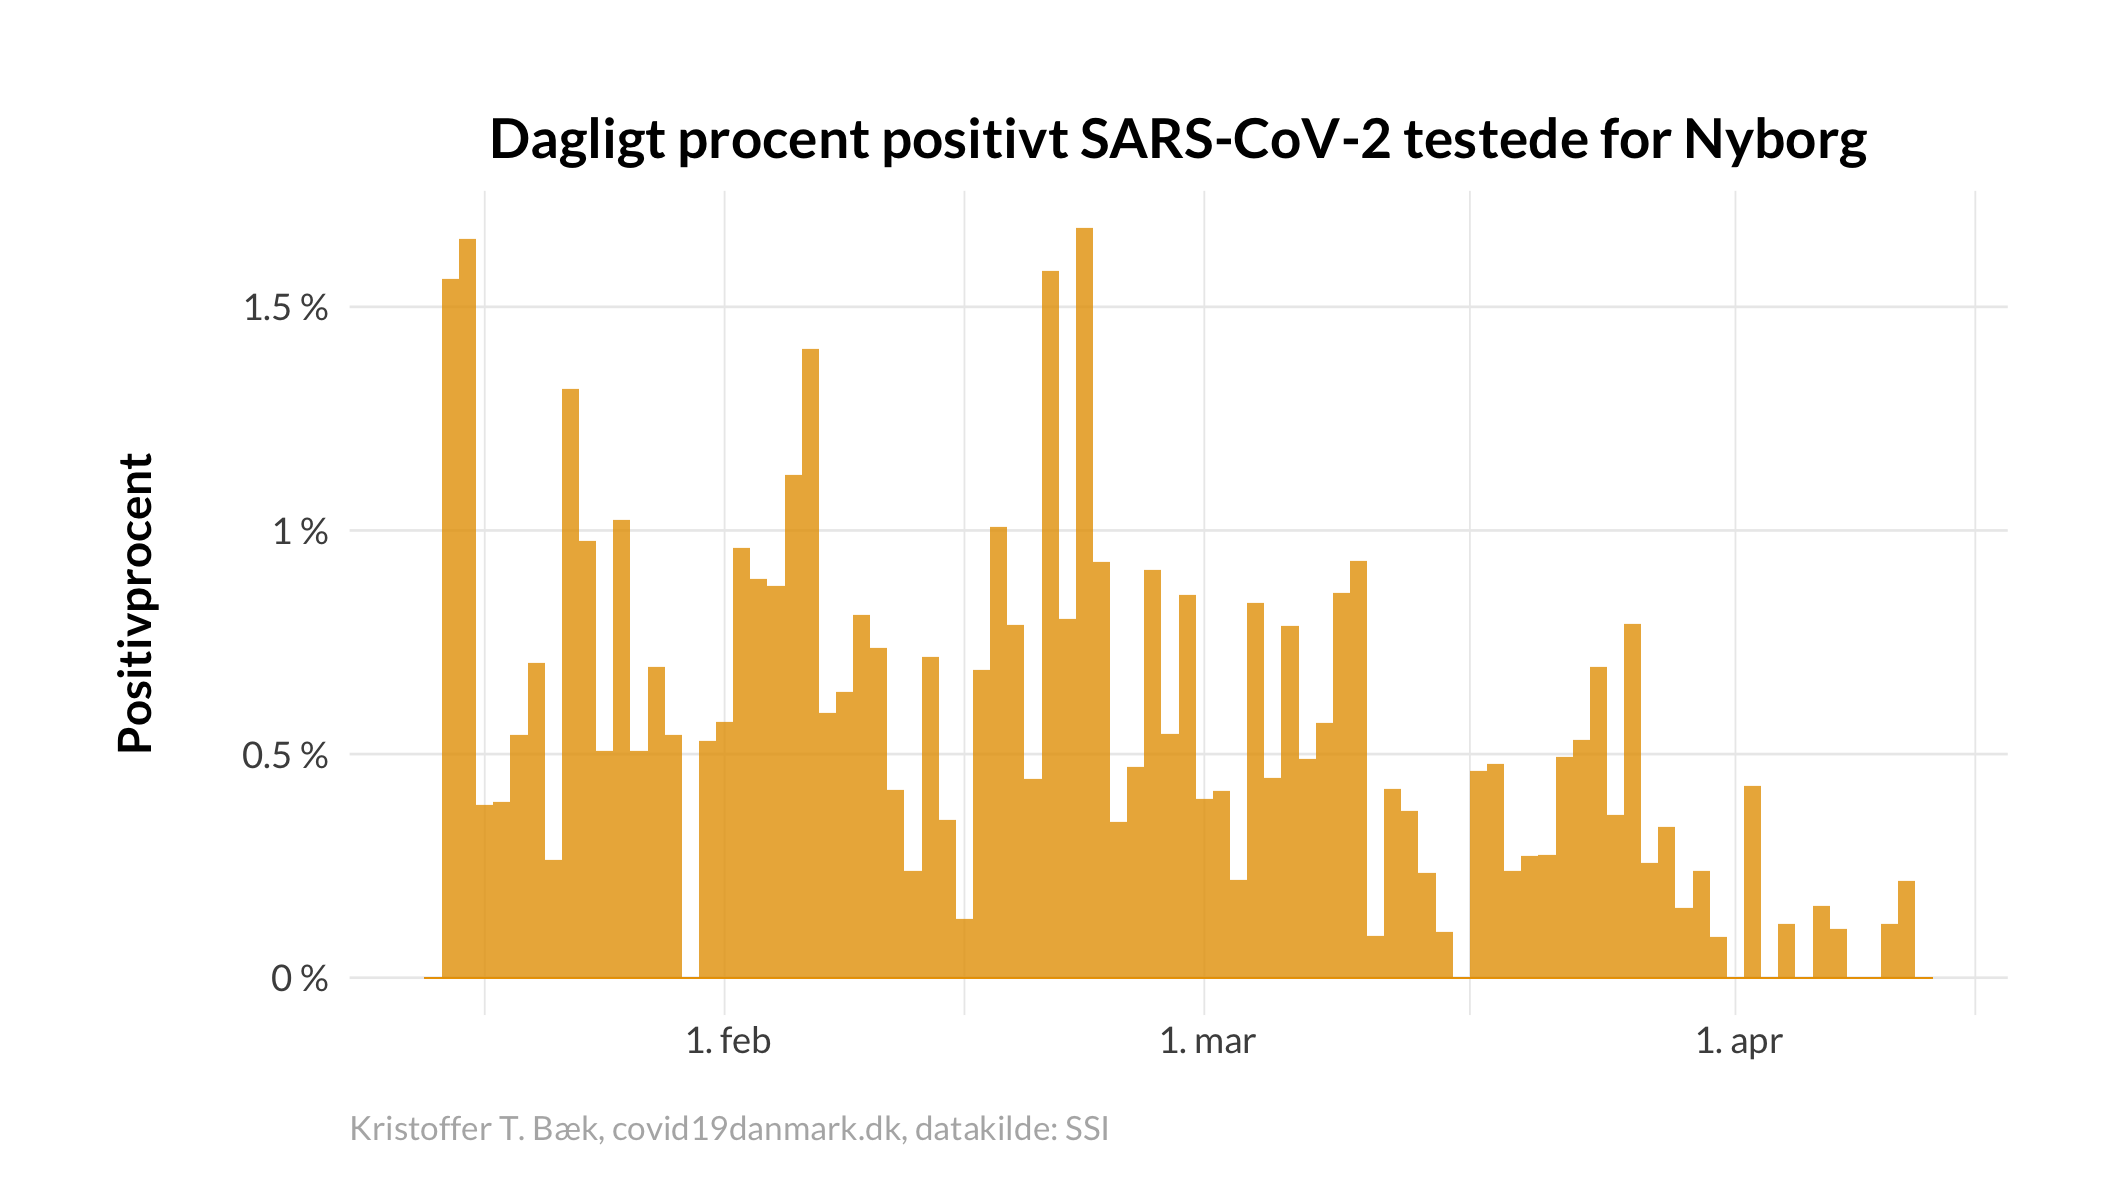 Dagligt procent positivt SARS-CoV-2 testede for Nyborg
Positivprocent
1.5 %
1 %
0.5 %
0 %
1. feb
1. mar
1. apr
Kristoffer T. Bæk, covid19danmark.dk, datakilde: SSI